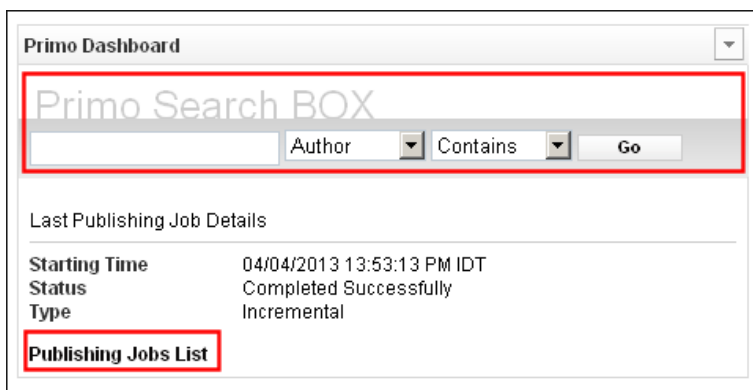 Primo Dashboard
Primo Search BOX
Author Contains Go
Last Publishing Job Details
Starting Time 04/04/2013 13:53:13 PM IDT
Status Completed Successfully
Type Incremental
Publishing Jobs List